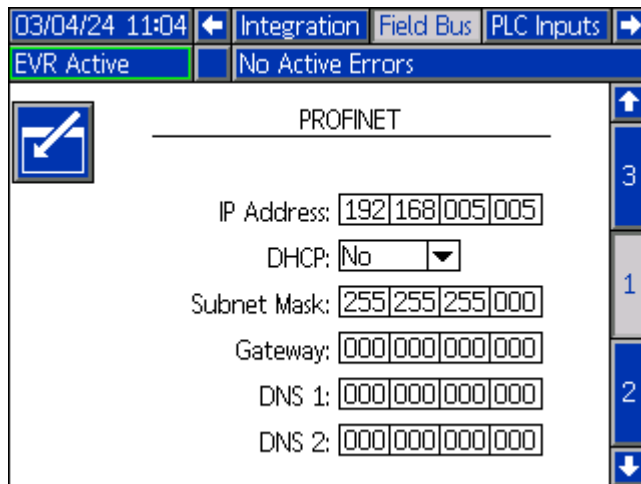 03/04/24 11:04 Integration Field Bus PLC Inputs
EVR Active No Active Errors
PROFINET
3
IP Address: 192 168 005 005
DHCP: No
1
Subnet Mask: 255 255 255 000
Gateway: 000 000 000 000
2
DNS 1: 000 000 000 000
DNS 2: 000 000 000 000